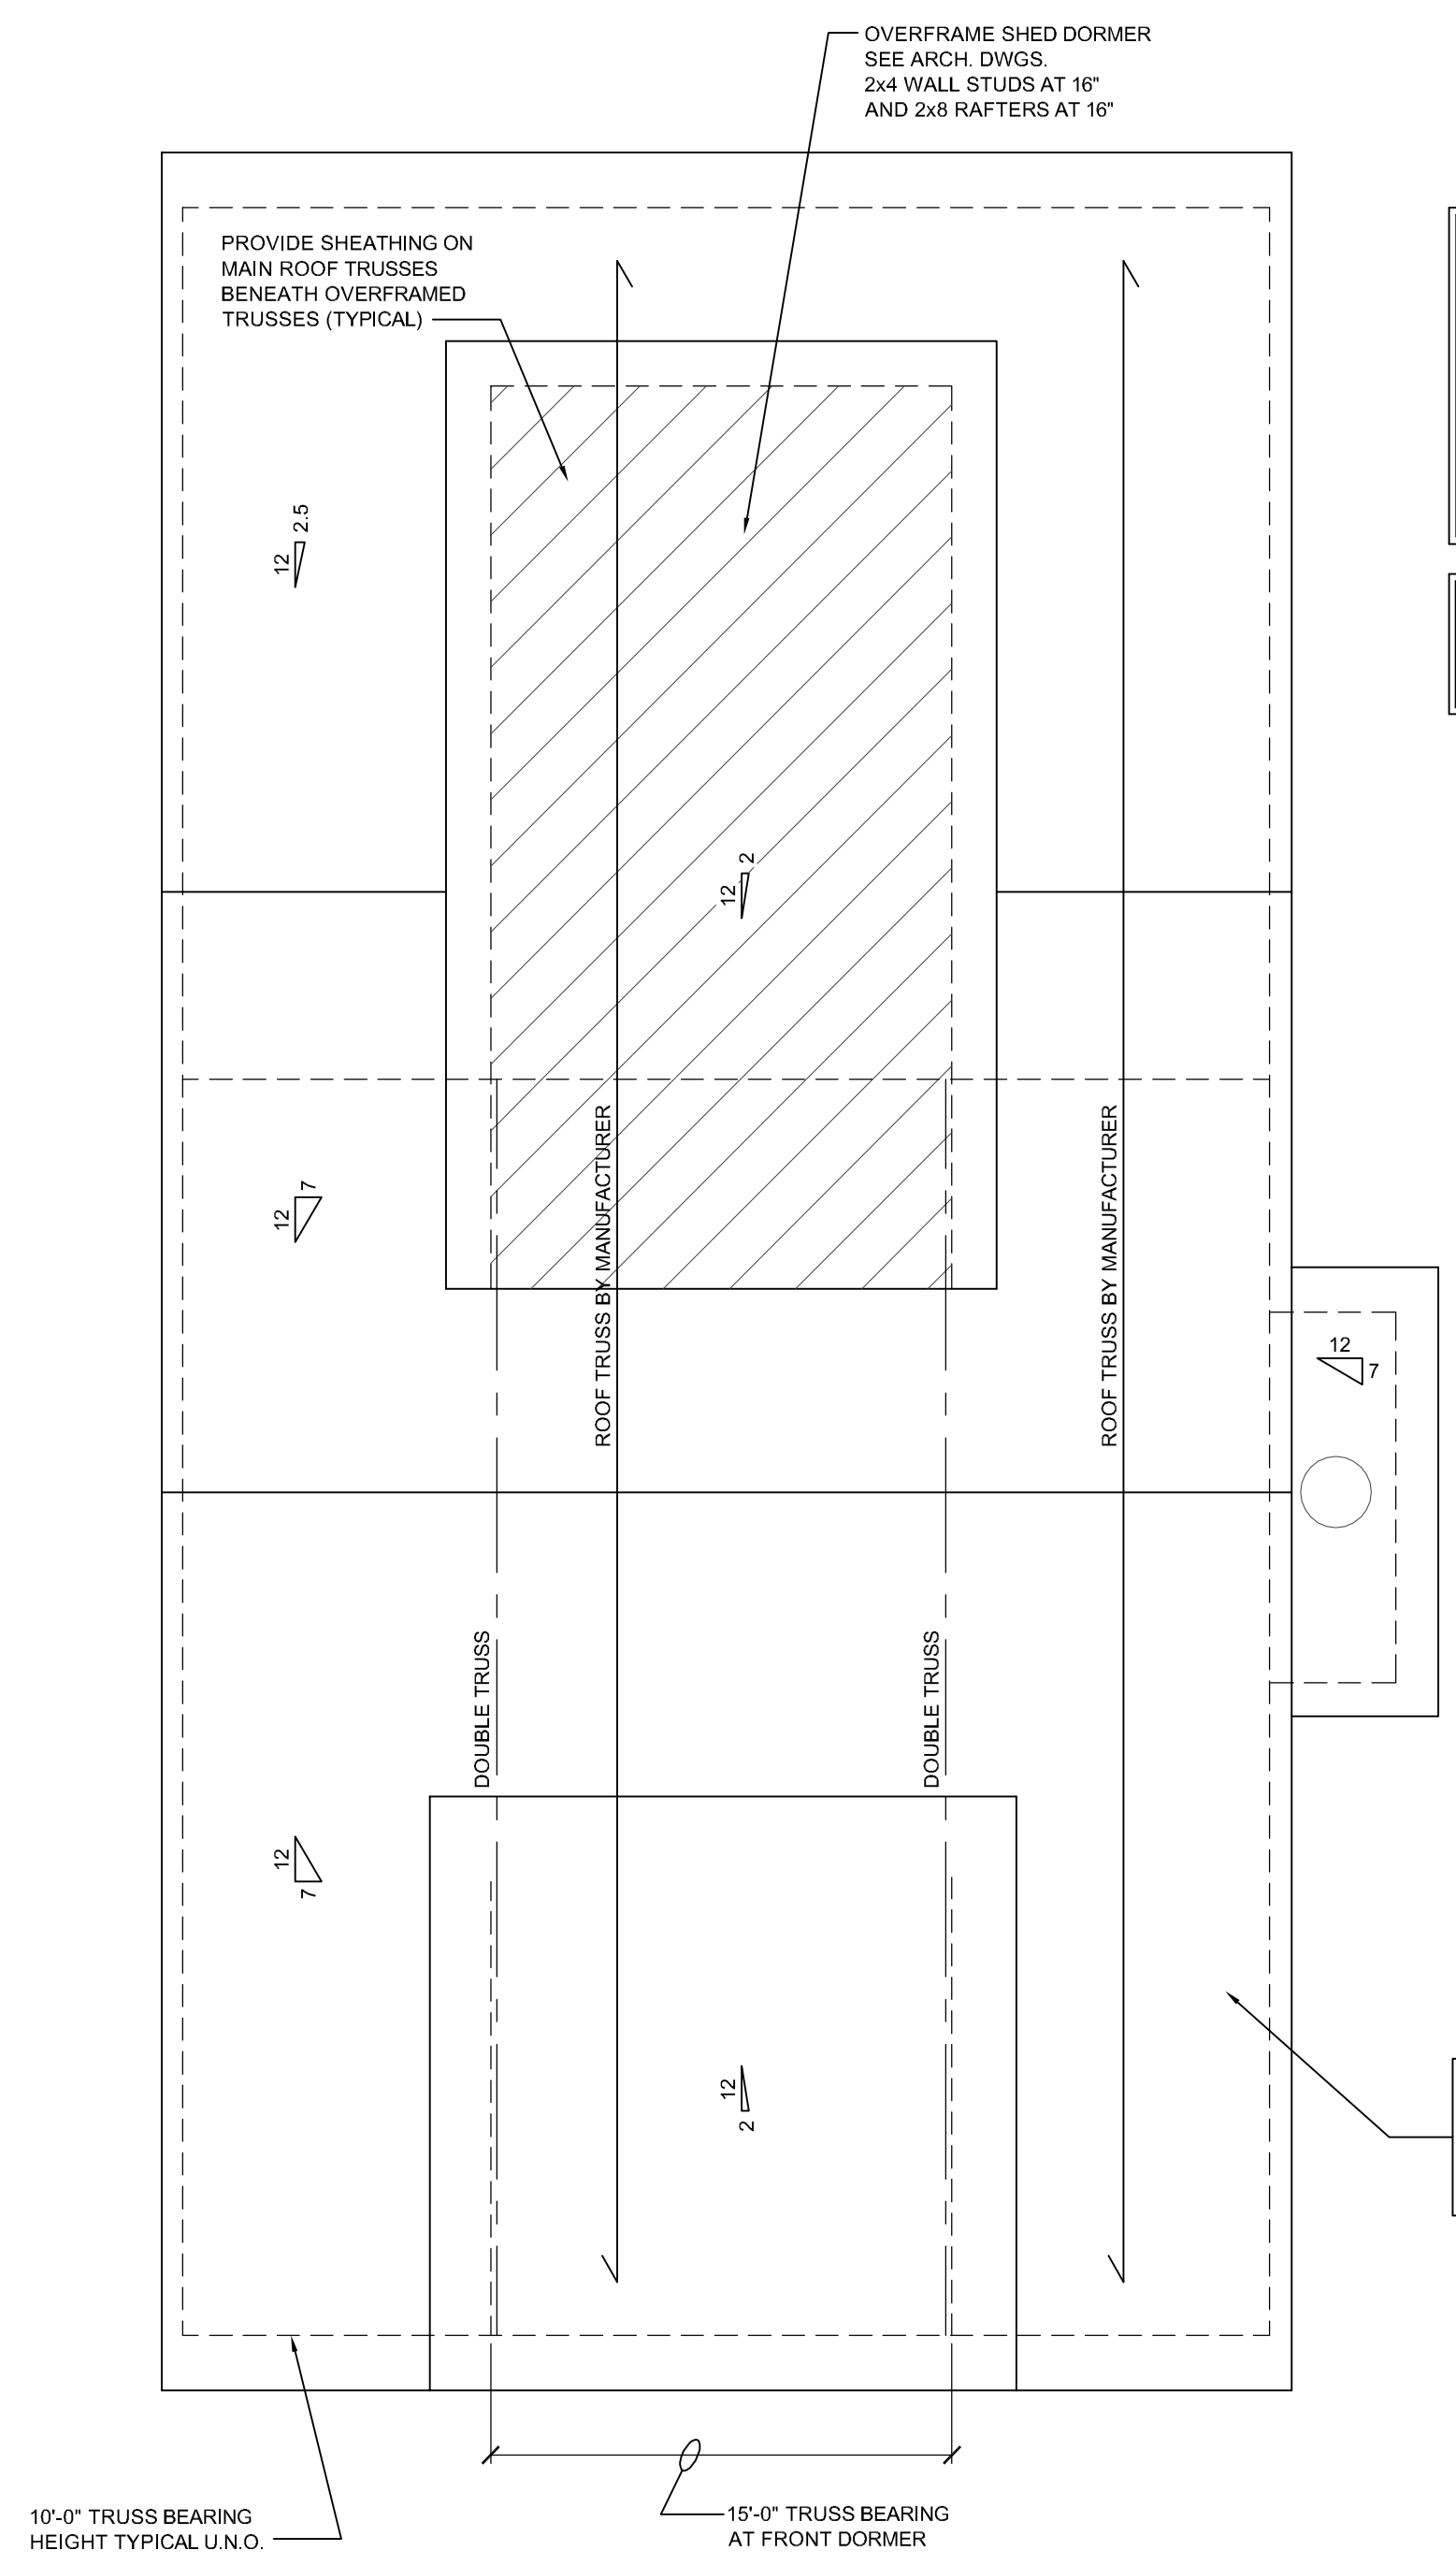 OVERFRAME SHED DORMER
SEE ARCH. DWGS.
2x4 WALL STUDS AT 16"
AND 2x8 RAFTERS AT 16"
PROVIDE SHEATHING ON
MAIN ROOF TRUSSES
BENEATH OVERFRAMED
TRUSSES (TYPICAL)
2.5
12
2
12
ROOF TRUSS BY MANUFACTURER
ROOF TRUSS BY MANUFACTURER
7
12
12
7
DOUBLE TRUSS
DOUBLE TRUSS
12
7
12
2
10'-0" TRUSS BEARING
HEIGHT TYPICAL U.N.O.
15'-0" TRUSS BEARING
AT FRONT DORMER